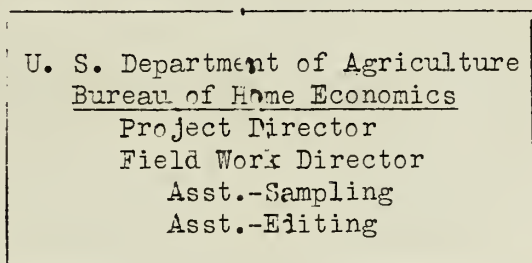 U. S. Department of Agriculture
Bureau of Home Economics
Project Director
Field Work Director
Asst.-Sampling
Asst.-Editing